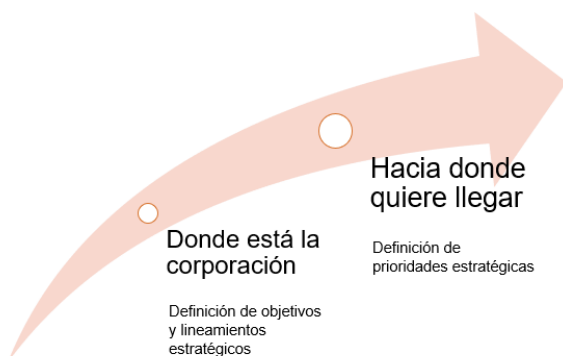 Donde está la
corporación
Definición de objetivos
y lineamientos
estratégicos
Hacia donde
quiere llegar
Definición de
prioridades estratégicas